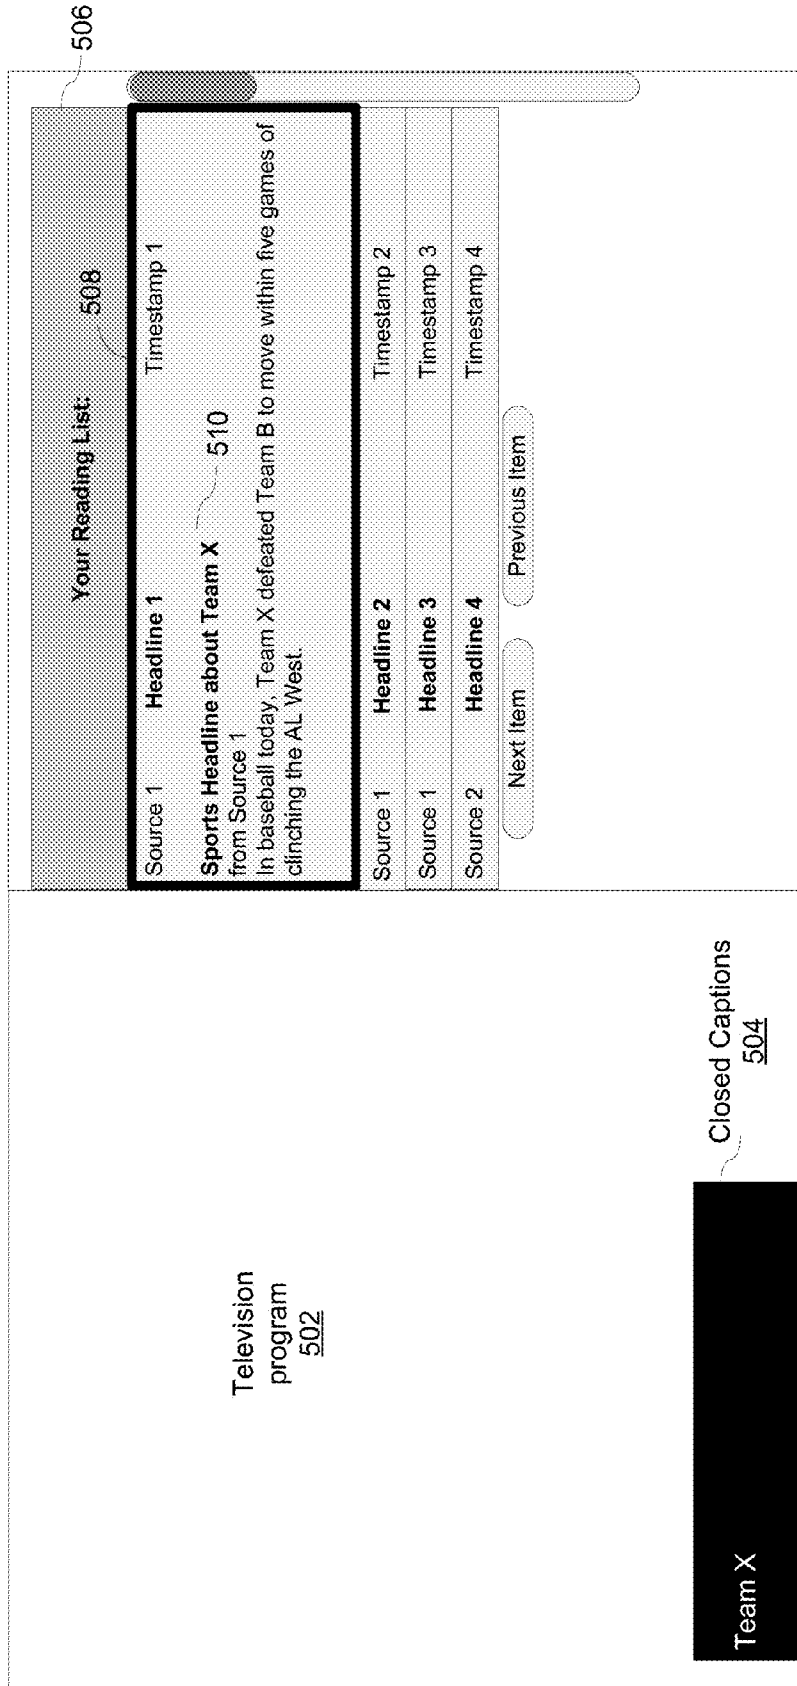 Television
program
502
Closed Captions
504
Team X
506
Your Reading List:
508
Source 1 Headline 1 Timestamp 1
Sports Headline about Team X
510
from Source 1
In baseball today, Team X defeated Team B to move within five games of
clinching the AL West.
Source 1 Headline 2 Timestamp 2
Source 1 Headline 3 Timestamp 3
Source 2 Headline 4 Timestamp 4
Next Item Previous Item